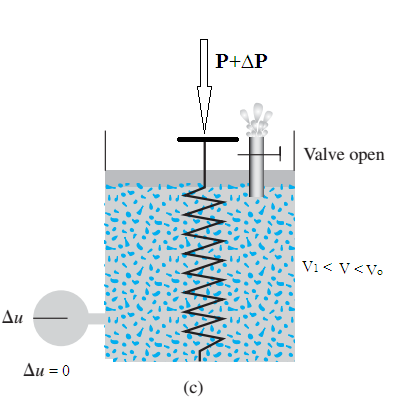 P+ΔP
Valve open
V₁ < V < Vₒ
Δu
Δu = 0
(c)